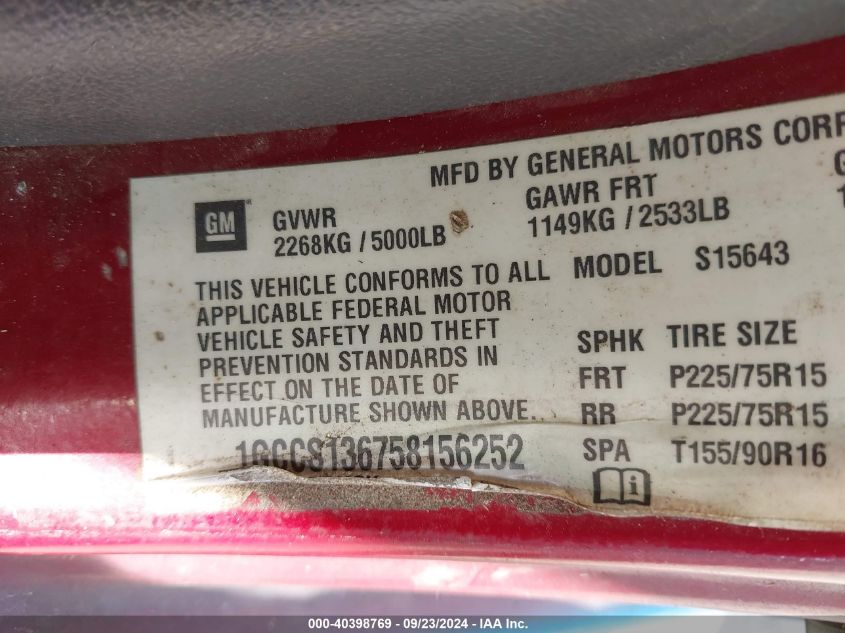 MFD BY GENERAL MOTORS CORP
GM
GVWR
2268KG / 5000LB
GAWR FRT
1149KG / 2533LB
G
1
THIS VEHICLE CONFORMS TO ALL
APPLICABLE FEDERAL MOTOR
VEHICLE SAFETY AND THEFT
PREVENTION STANDARDS IN
EFFECT ON THE DATE OF
MANUFACTURE SHOWN ABOVE.
MODEL S15643
SPHK TIRE SIZE
FRT P225/75R15
RR P225/75R15
SPA T155/90R16
1GCCS136758156252
i
000-40398769 - 09/23/2024 - IAA Inc.